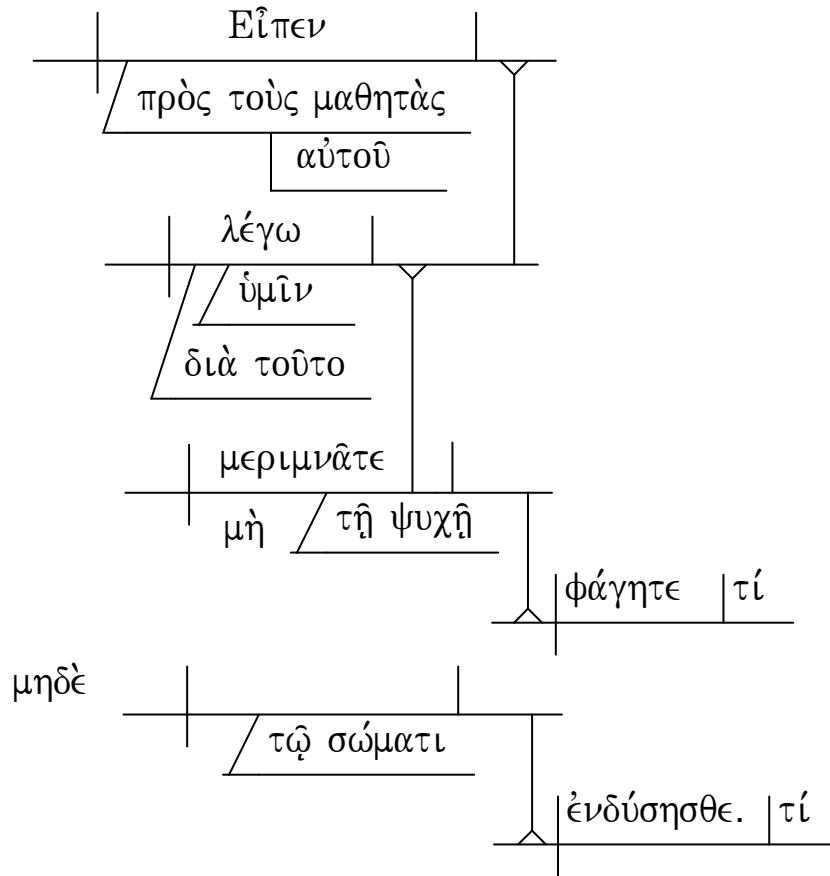 Εἶπεν
πρὸς τοὺς μαθητὰς
αὐτοῦ
λέγω
ὑμῖν
διὰ τοῦτο
μεριμνᾶτε
μὴ τῇ ψυχῇ
φάγητε τί
μηδὲ
τῷ σώματι
ἐνδύσησθε. τί